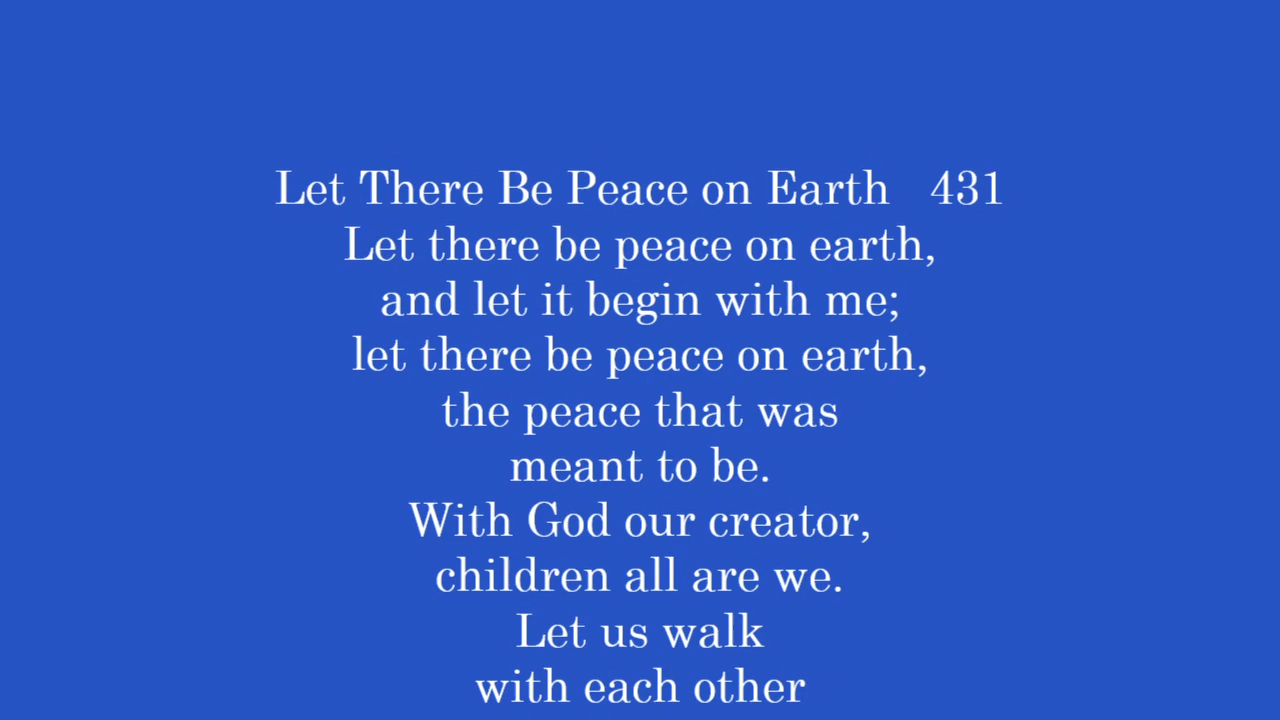 Let There Be Peace on Earth 431
Let there be peace on earth,
and let it begin with me;
let there be peace on earth,
the peace that was
meant to be.
With God our creator,
children all are we.
Let us walk
with each other